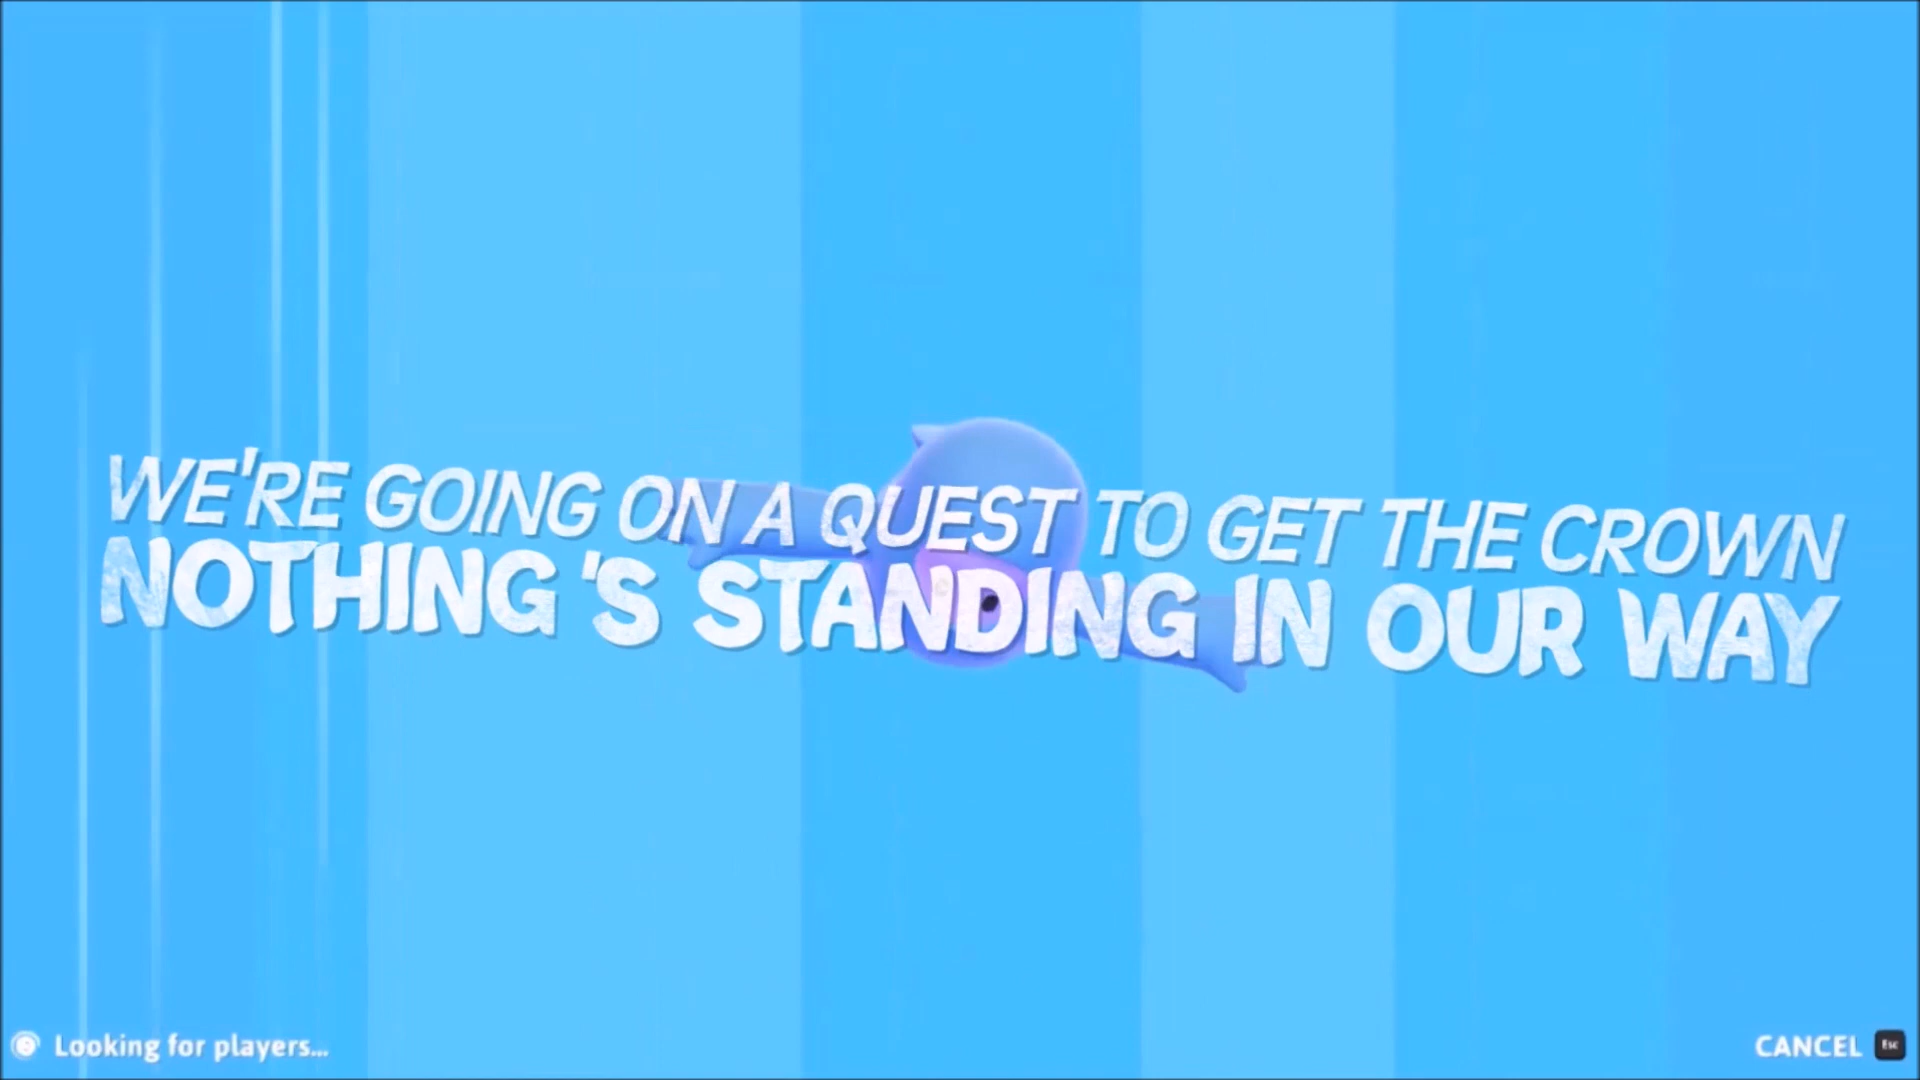 WE'RE GOING ON A QUEST TO GET THE CROWN
NOTHING'S STANDING IN OUR WAY
Looking for players...
CANCEL Esc